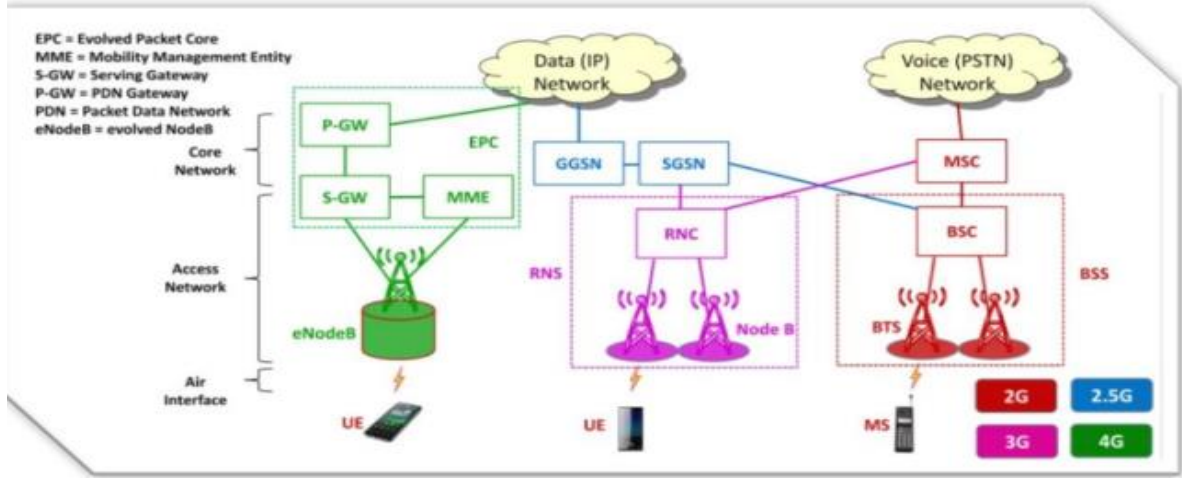 EPC = Evolved Packet Core
MME = Mobility Management Entity
S-GW = Serving Gateway
P-GW = PDN Gateway
PDN = Packet Data Network
eNodeB = evolved NodeB
Data (IP)
Network
Voice (PSTN)
Network
Core
Network
P-GW
EPC
GGSN
SGSN
MSC
S-GW
MME
RNC
BSC
Access
Network
RNS
BSS
eNodeB
Node B
BTS
Air
Interface
UE
UE
MS
2G
2.5G
3G
4G